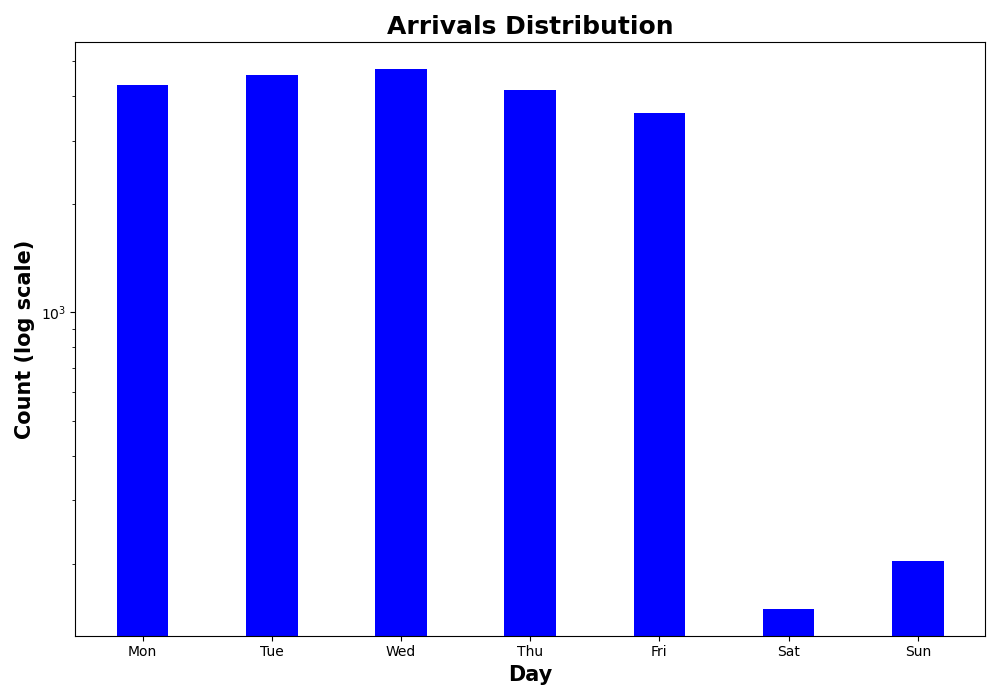 Arrivals Distribution
Count (log scale)
10³
Mon Tue Wed Thu Fri Sat Sun
Day